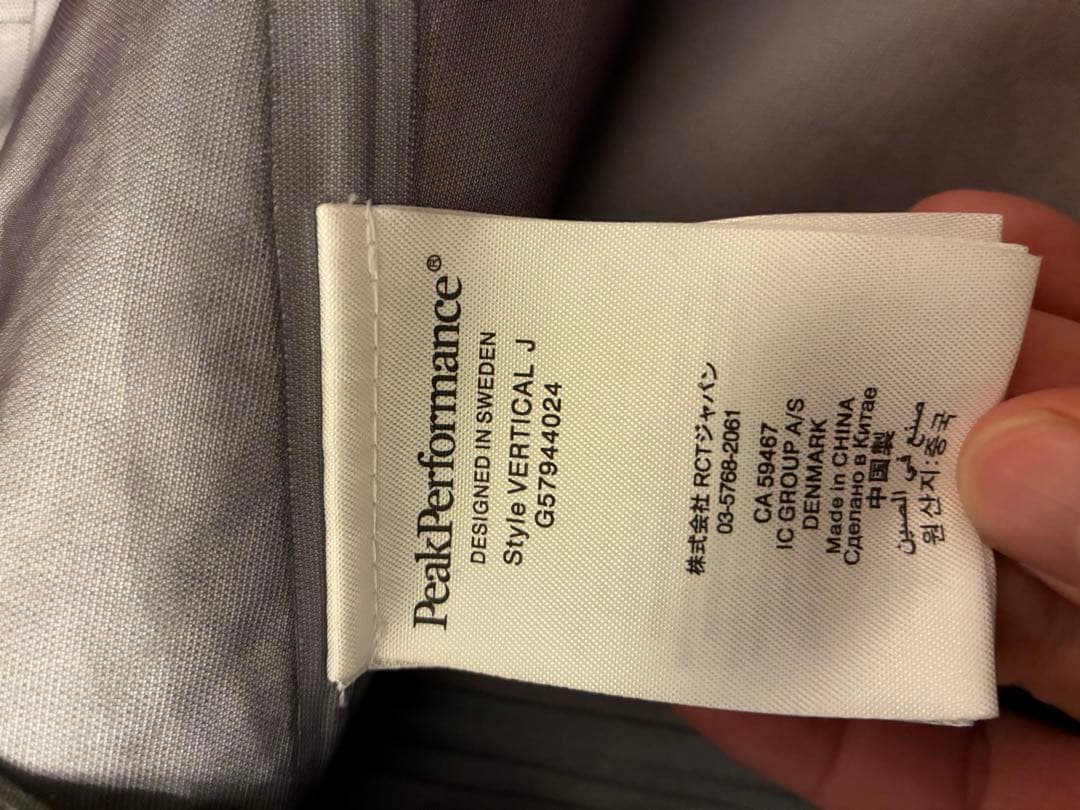 PeakPerformance®
DESIGNED IN SWEDEN
Style VERTICAL J
G57944024
株式会社 RCTジャパン
03-5768-2061
CA 59467
IC GROUP A/S
DENMARK
Made in CHINA
Сделано в Китае
中国製
صنع في الصين
원산지:중국